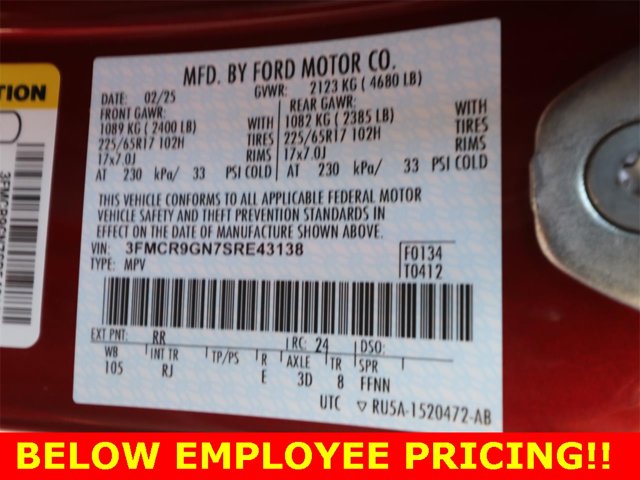 MFD. BY FORD MOTOR CO.
DATE: 02/25 GVWR: 2123 KG ( 4680 LB)
FRONT GAWR: REAR GAWR:
1089 KG ( 2400 LB) WITH 1082 KG ( 2385 LB) WITH
225/65R17 102H TIRES 225/65R17 102H TIRES
17x7.0J RIMS 17x7.0J RIMS
AT 230 kPa/ 33 PSI COLD AT 230 kPa/ 33 PSI COLD
THIS VEHICLE CONFORMS TO ALL APPLICABLE FEDERAL MOTOR
VEHICLE SAFETY AND THEFT PREVENTION STANDARDS IN
EFFECT ON THE DATE OF MANUFACTURE SHOWN ABOVE.
VIN: 3FMCR9GN7SRE43138 F0134
TYPE: MPV T0412
EXT PNT: RR LRC: 24 DSO:
WB INT TR TP/PS R AXLE TR SPR
105 RJ E 3D 8 FFNN
UTC ▽ RU5A-1520472-AB
BELOW EMPLOYEE PRICING!!